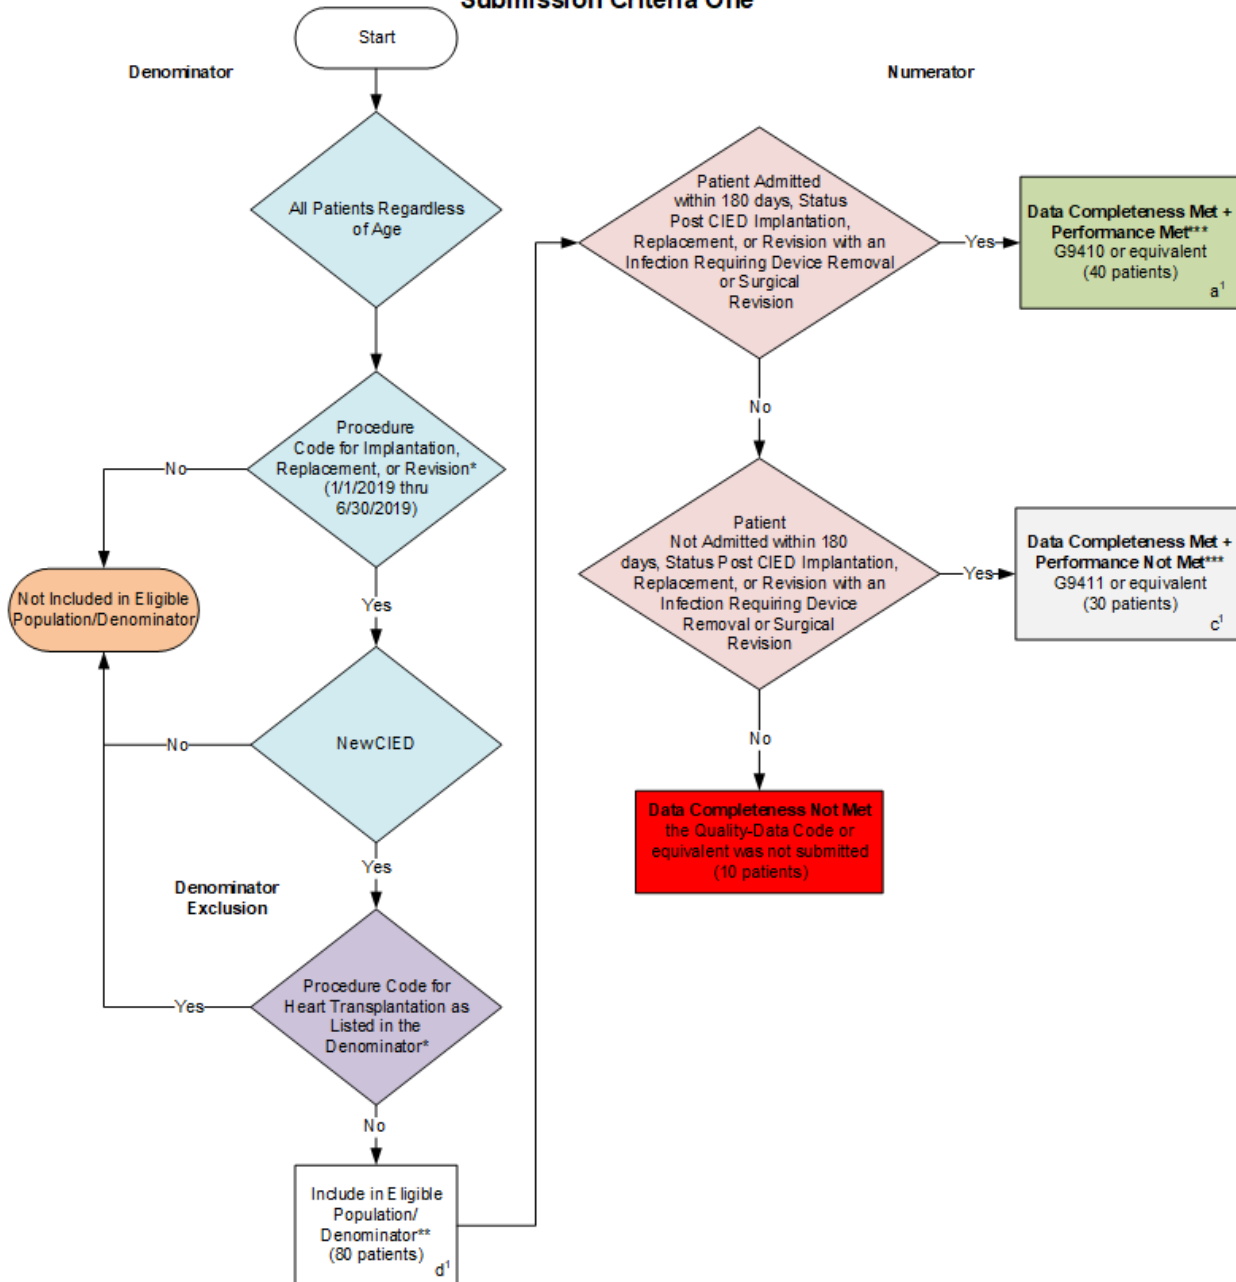 Submission Criteria One
Start
Denominator
Numerator
All Patients Regardless
of Age
Procedure
Code for Implantation,
Replacement, or Revision*
(1/1/2019 thru
6/30/2019)
No
Not Included in Eligible
Population/Denominator
Yes
NewCIED
No
Yes
Denominator
Exclusion
Procedure Code for
Heart Transplantation as
Listed in the
Denominator*
Yes
No
Include in Eligible
Population/
Denominator**
(80 patients)
d¹
Patient Admitted
within 180 days, Status
Post CIED Implantation,
Replacement, or Revision with an
Infection Requiring Device Removal
or Surgical
Revision
Yes
Data Completeness Met +
Performance Met***
G9410 or equivalent
(40 patients)
a¹
No
Patient
Not Admitted within 180
days, Status Post CIED Implantation,
Replacement, or Revision with an
Infection Requiring Device
Removal or Surgical
Revision
Yes
Data Completeness Met +
Performance Not Met***
G9411 or equivalent
(30 patients)
c¹
No
Data Completeness Not Met
the Quality-Data Code or
equivalent was not submitted
(10 patients)